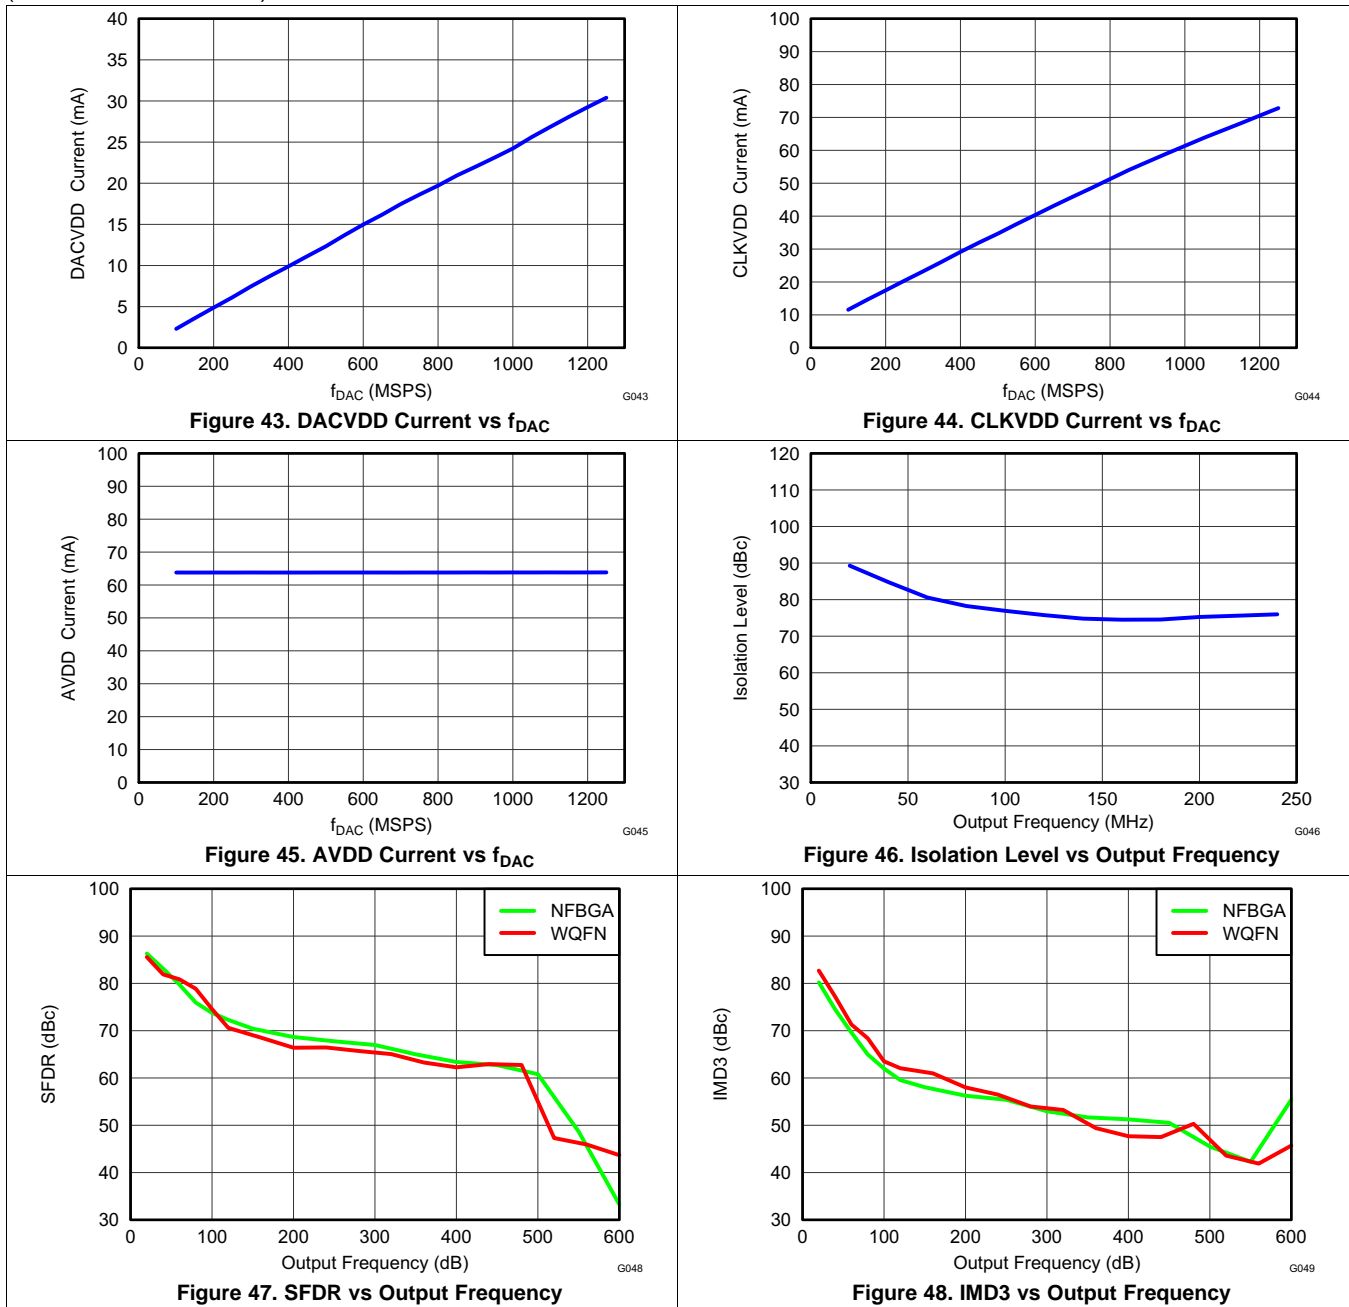 40
35
30
25
20
15
10
5
0
DACVDD Current (mA)
0 200 400 600 800 1000 1200
fDAC (MSPS)
G043
Figure 43. DACVDD Current vs fDAC
100
90
80
70
60
50
40
30
20
10
0
CLKVDD Current (mA)
0 200 400 600 800 1000 1200
fDAC (MSPS)
G044
Figure 44. CLKVDD Current vs fDAC
100
90
80
70
60
50
40
30
20
10
0
AVDD Current (mA)
0 200 400 600 800 1000 1200
fDAC (MSPS)
G045
Figure 45. AVDD Current vs fDAC
120
110
100
90
80
70
60
50
40
30
Isolation Level (dBc)
0 50 100 150 200 250
Output Frequency (MHz)
G046
Figure 46. Isolation Level vs Output Frequency
100
90
80
70
60
50
40
30
SFDR (dBc)
NFBGA
WQFN
0 100 200 300 400 500 600
Output Frequency (dB)
G048
Figure 47. SFDR vs Output Frequency
100
90
80
70
60
50
40
30
IMD3 (dBc)
NFBGA
WQFN
0 100 200 300 400 500 600
Output Frequency (dB)
G049
Figure 48. IMD3 vs Output Frequency